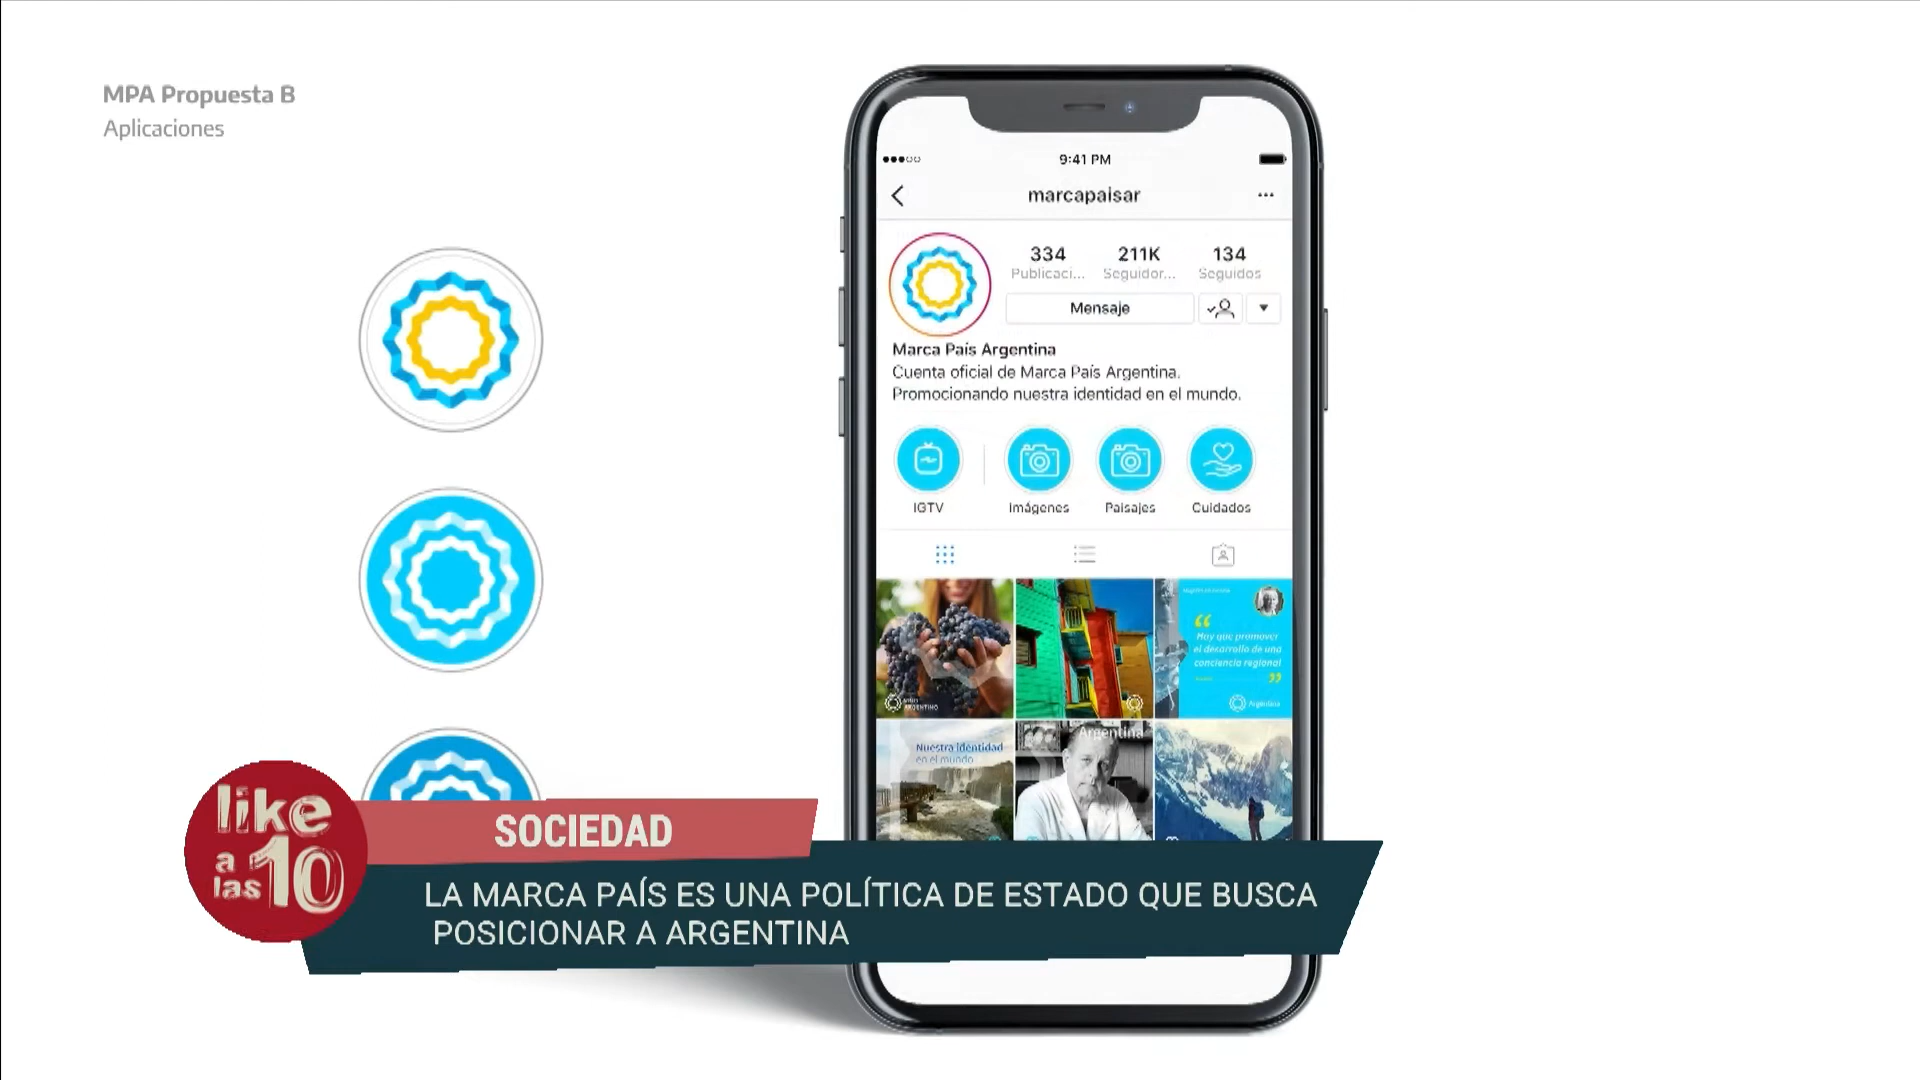 MPA Propuesta B
Aplicaciones
9:41 PM
marcapaisar
334
211K
134
Publicaci...
Seguidor...
Seguidos
Mensaje
Marca País Argentina
Cuenta oficial de Marca País Argentina.
Promocionando nuestra identidad en el mundo.
IGTV
Imágenes
Paisajes
Cuidados
“
Hay que promover
el desarrollo de una
conciencia regional
”
ARGENTINO
Argentina
Nuestra identidad
en el mundo
Argentina
like
a
las 10
SOCIEDAD
LA MARCA PAÍS ES UNA POLÍTICA DE ESTADO QUE BUSCA
POSICIONAR A ARGENTINA